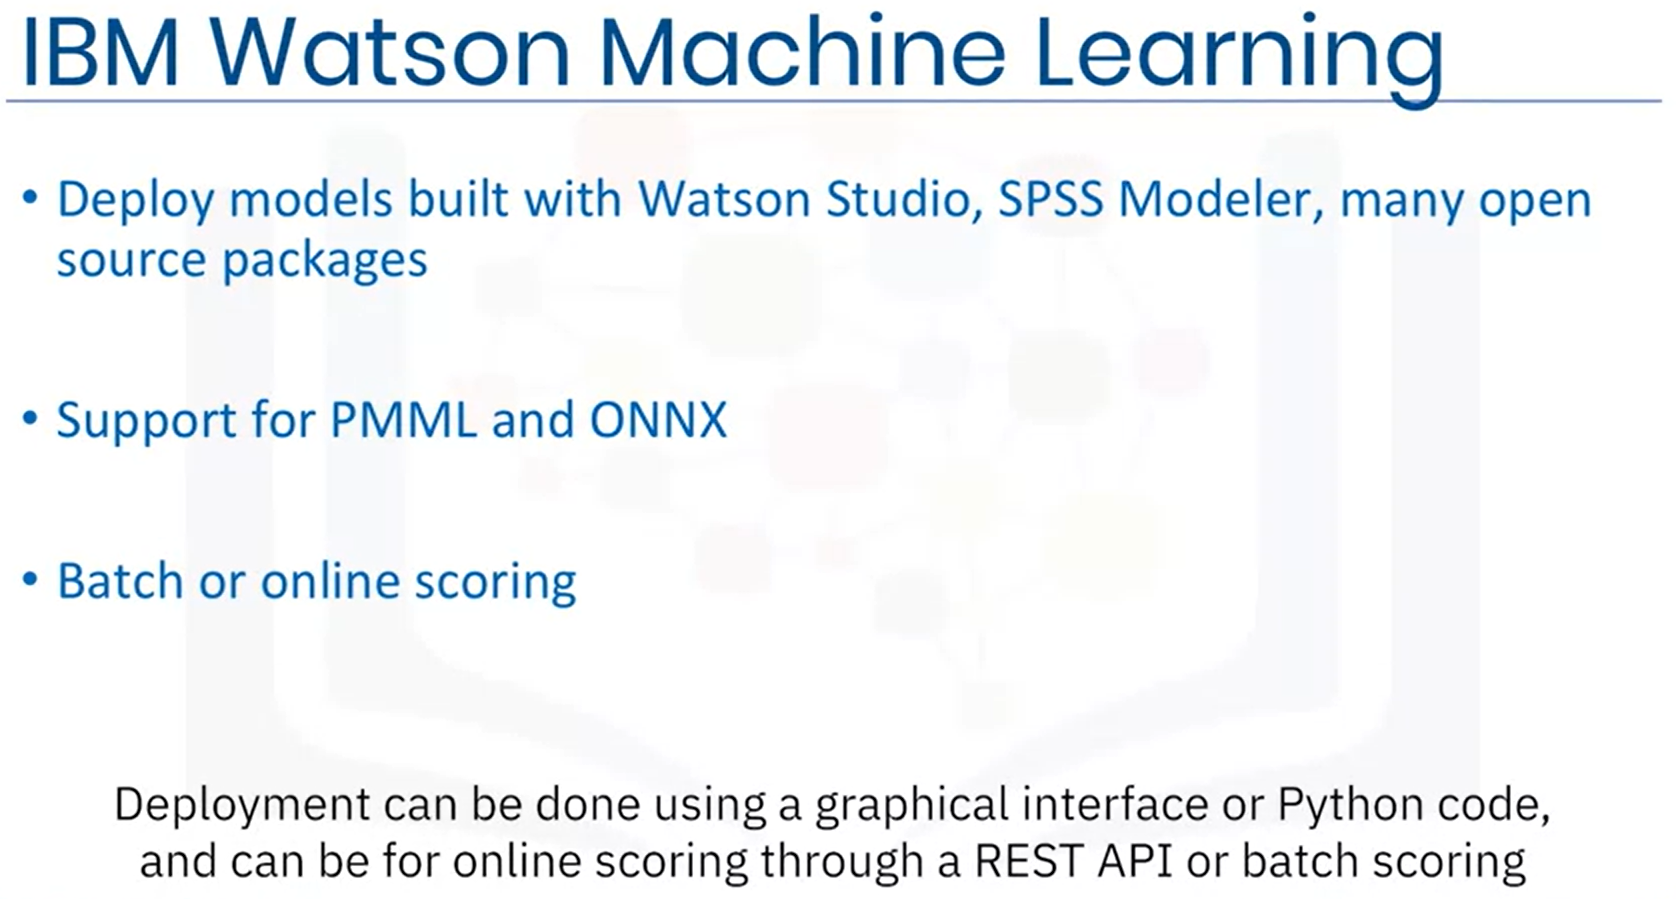 IBM Watson Machine Learning
• Deploy models built with Watson Studio, SPSS Modeler, many open
source packages
• Support for PMML and ONNX
• Batch or online scoring
Deployment can be done using a graphical interface or Python code,
and can be for online scoring through a REST API or batch scoring